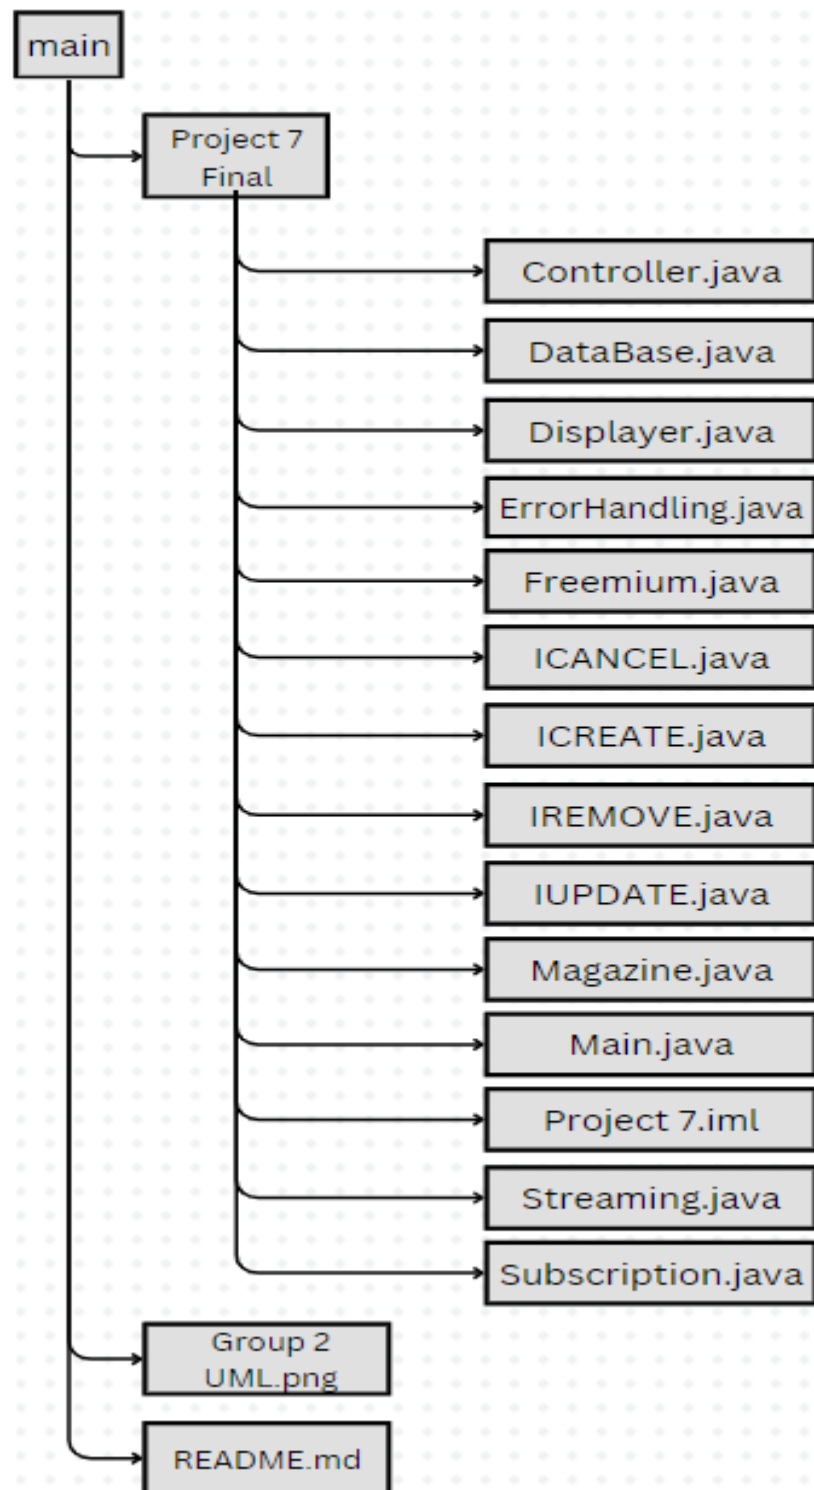 main
Project 7
Final
Controller.java
DataBase.java
Displayer.java
ErrorHandling.java
Freemium.java
ICANCEL.java
ICREATE.java
IREMOVE.java
IUPDATE.java
Magazine.java
Main.java
Project 7.iml
Streaming.java
Subscription.java
Group 2
UML.png
README.md